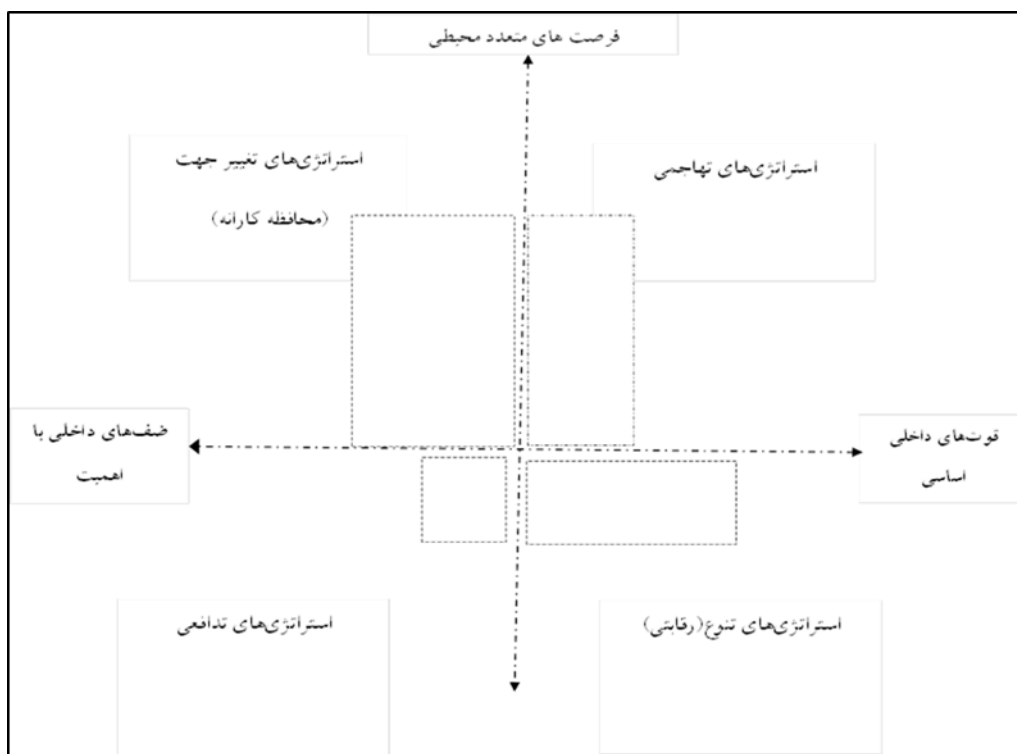 فرصت های متعدد محیطی
استراتژی‌های تهاجمی
استراتژی‌های تغییر جهت
(محافظه کارانه)
قوت‌های داخلی
اساسی
ضف‌های داخلی با
اهمیت
استراتژی‌های تنوع(رقابتی)
استراتژی‌های تدافعی